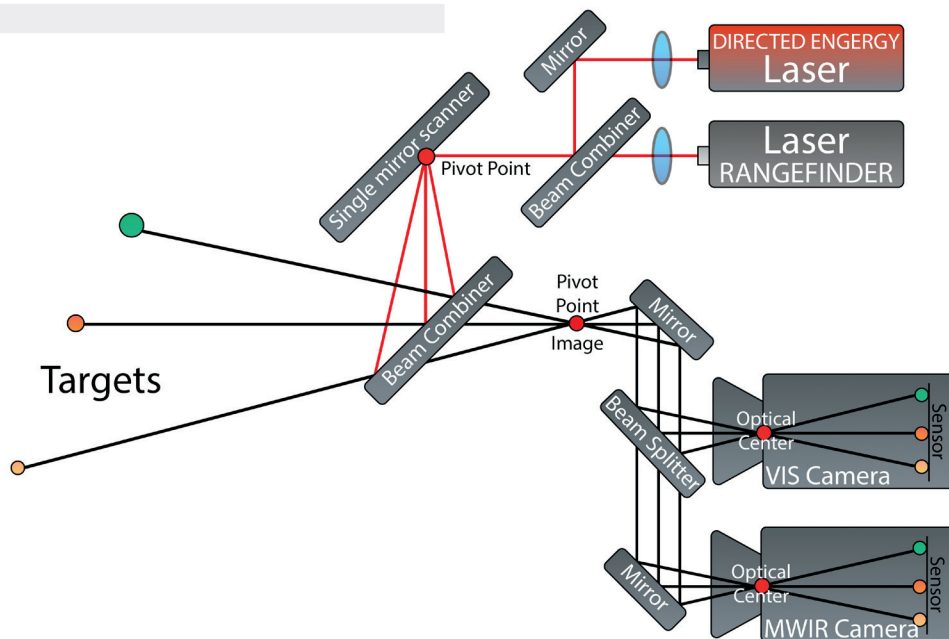 DIRECTED ENGERGY
Laser
Mirror
Laser
RANGEFINDER
Beam Combiner
Single mirror scanner
Pivot Point
Beam Combiner
Pivot
Point
Image
Mirror
Targets
Beam Splitter
Optical
Center
Sensor
VIS Camera
Mirror
Optical
Center
Sensor
MWIR Camera